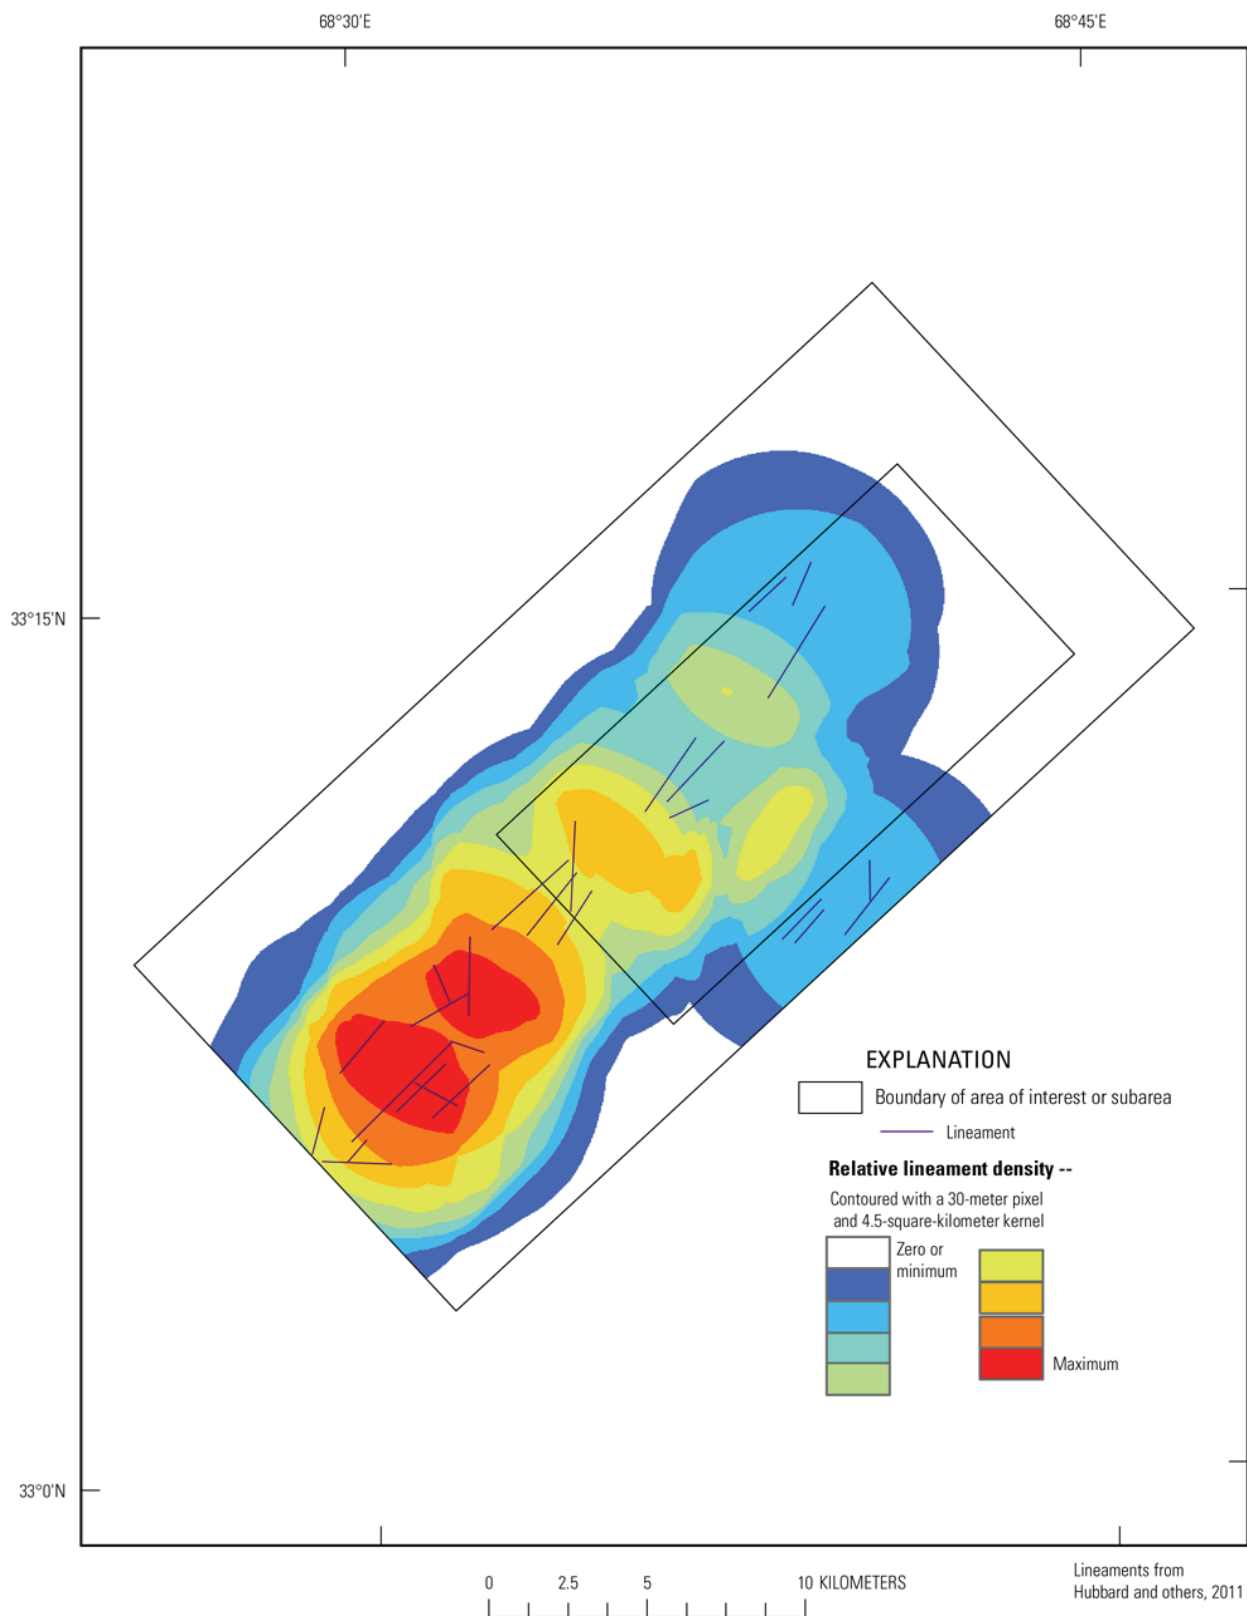 68°30'E 68°45'E
33°15'N
EXPLANATION
Boundary of area of interest or subarea
Lineament
Relative lineament density --
Contoured with a 30-meter pixel
and 4.5-square-kilometer kernel
Zero or
minimum
Maximum
33°0'N
0 2.5 5 10 KILOMETERS
Lineaments from
Hubbard and others, 2011